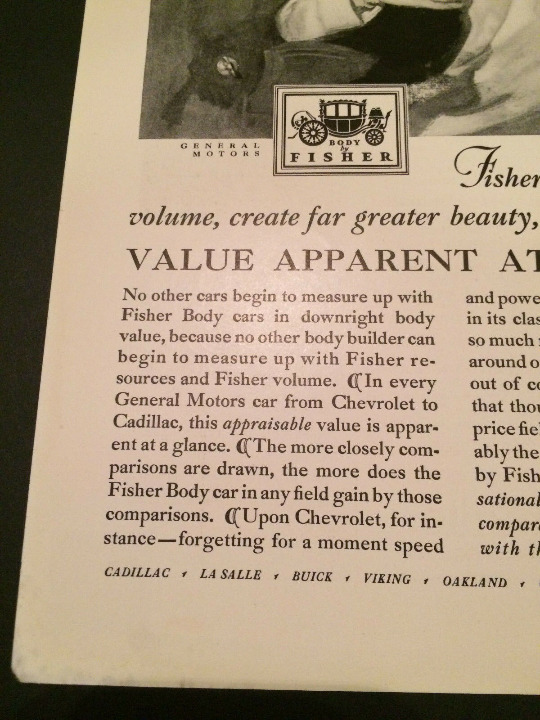 GENERAL
MOTORS
BODY
by
FISHER
Fisher
volume, create far greater beauty,
VALUE APPARENT AT
No other cars begin to measure up with
Fisher Body cars in downright body
value, because no other body builder can
begin to measure up with Fisher re-
sources and Fisher volume. ⸿ In every
General Motors car from Chevrolet to
Cadillac, this appraisable value is appar-
ent at a glance. ⸿ The more closely com-
parisons are drawn, the more does the
Fisher Body car in any field gain by those
comparisons. ⸿ Upon Chevrolet, for in-
stance—forgetting for a moment speed
and powe
in its clas
so much
around o
out of co
that thou
price fiel
ably the
by Fish
sational
compar
with th
CADILLAC · LA SALLE · BUICK · VIKING · OAKLAND ·